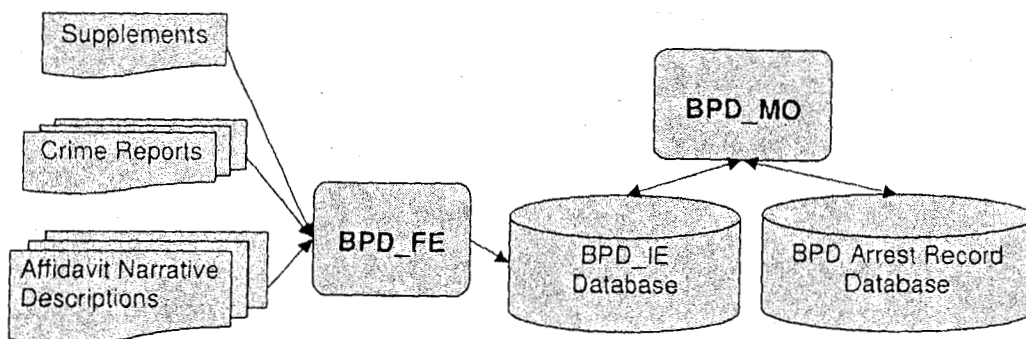 Supplements
Crime Reports
Affidavit Narrative
Descriptions
BPD_FE
BPD_MO
BPD_IE
Database
BPD Arrest Record
Database